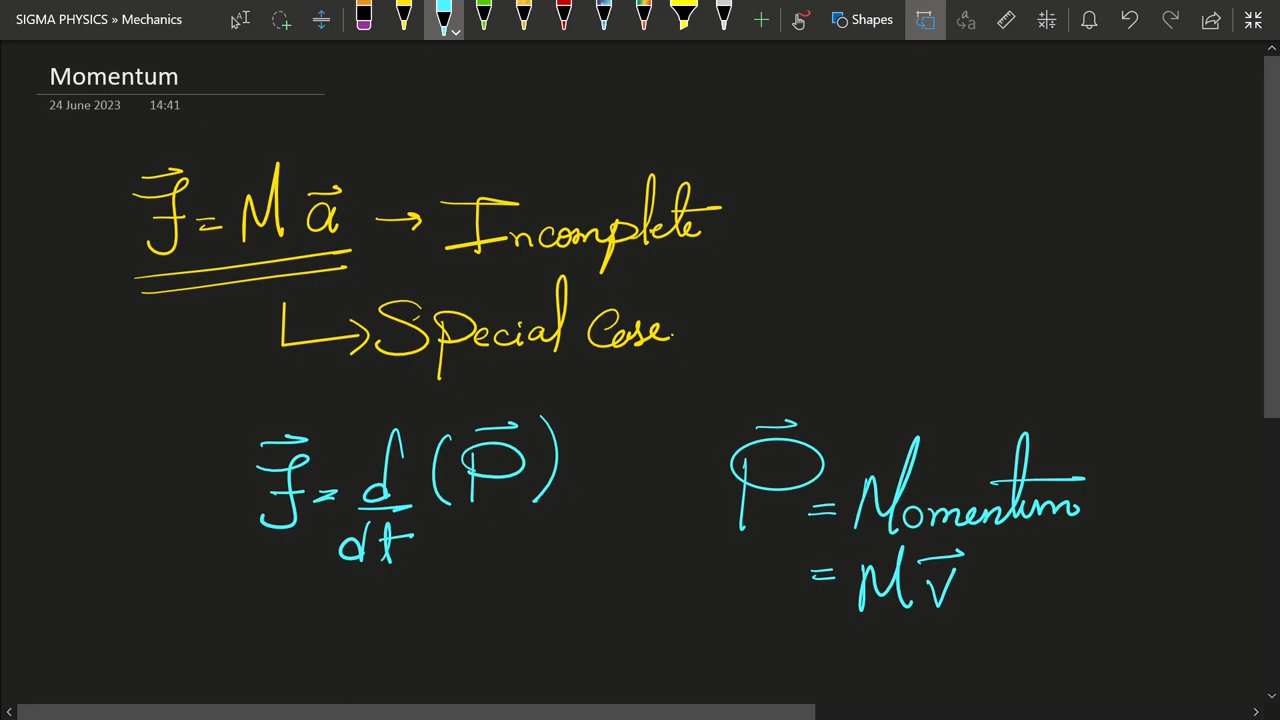 SIGMA PHYSICS » Mechanics
Shapes
Momentum
24 June 2023 14:41
F⃗ = M a⃗ → Incomplete
↳ Special Case.
F⃗ = d/dt (P⃗)
P⃗ = Momentum
= M v⃗